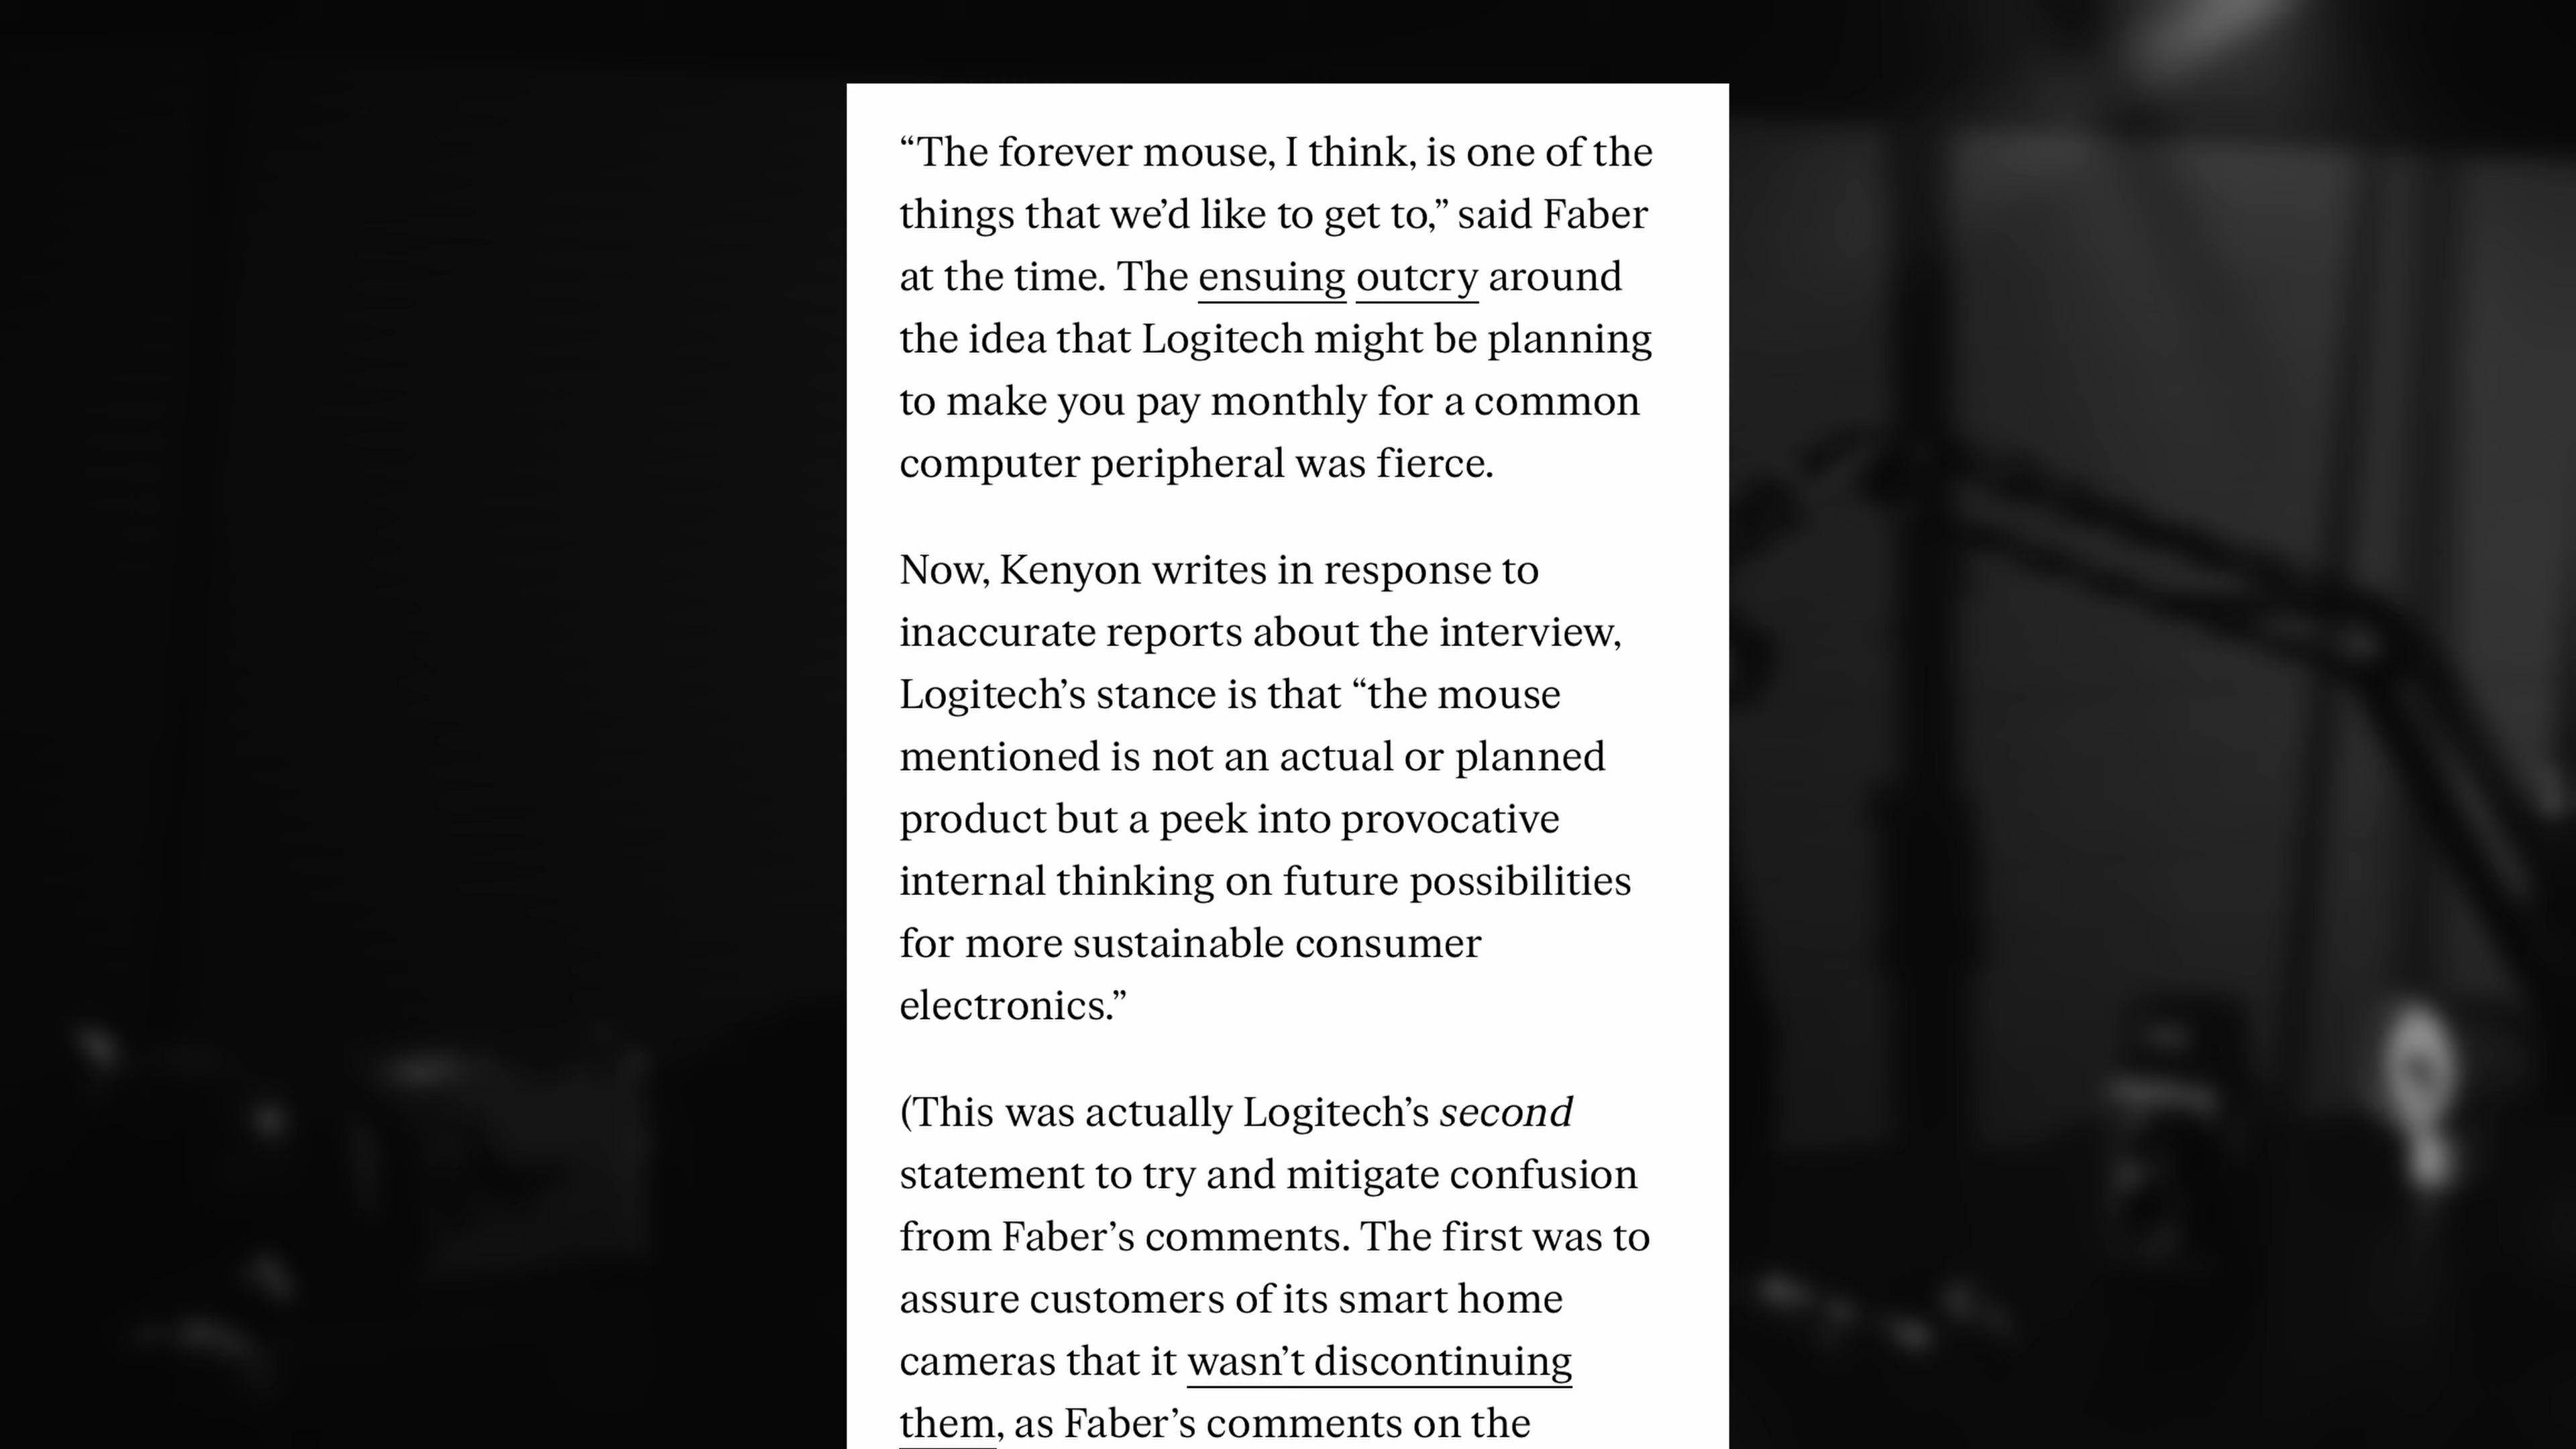 “The forever mouse, I think, is one of the
things that we’d like to get to,” said Faber
at the time. The ensuing outcry around
the idea that Logitech might be planning
to make you pay monthly for a common
computer peripheral was fierce.
Now, Kenyon writes in response to
inaccurate reports about the interview,
Logitech’s stance is that “the mouse
mentioned is not an actual or planned
product but a peek into provocative
internal thinking on future possibilities
for more sustainable consumer
electronics.”
(This was actually Logitech’s second
statement to try and mitigate confusion
from Faber’s comments. The first was to
assure customers of its smart home
cameras that it wasn’t discontinuing
them, as Faber’s comments on the